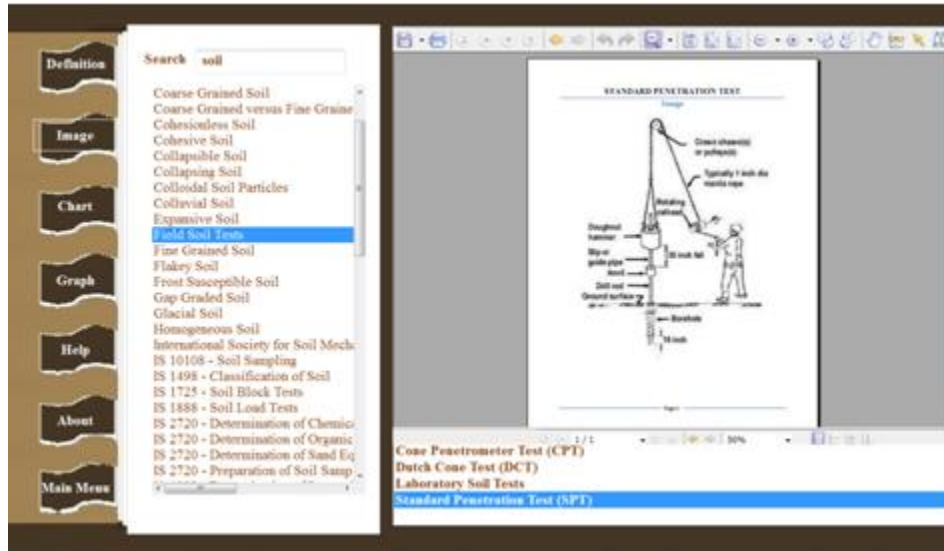 Definition
Image
Chart
Graph
Help
About
Main Menu
Search soil
Coarse Grained Soil
Coarse Grained versus Fine Graine
Cohesionless Soil
Cohesive Soil
Collapsible Soil
Collapsing Soil
Colloidal Soil Particles
Colluvial Soil
Expansive Soil
Field Soil Tests
Fine Grained Soil
Flakey Soil
Frost Susceptible Soil
Gap Graded Soil
Glacial Soil
Homogeneous Soil
International Society for Soil Mech
IS 10108 - Soil Sampling
IS 1498 - Classification of Soil
IS 1725 - Soil Block Tests
IS 1888 - Soil Load Tests
IS 2720 - Determination of Chemic
IS 2720 - Determination of Organic
IS 2720 - Determination of Sand Eq
IS 2720 - Preparation of Soil Samp
STANDARD PENETRATION TEST
Image
Crown sheave(s)
or pulley(s)
Typically 1 inch dia
manila rope
Rotating
cathead
Doughnut
hammer
30 inch fall
Slip or
guide pipe
Anvil
Drill rod
Ground surface
Borehole
18 inch
1 / 1
50%
Cone Penetrometer Test (CPT)
Dutch Cone Test (DCT)
Laboratory Soil Tests
Standard Penetration Test (SPT)